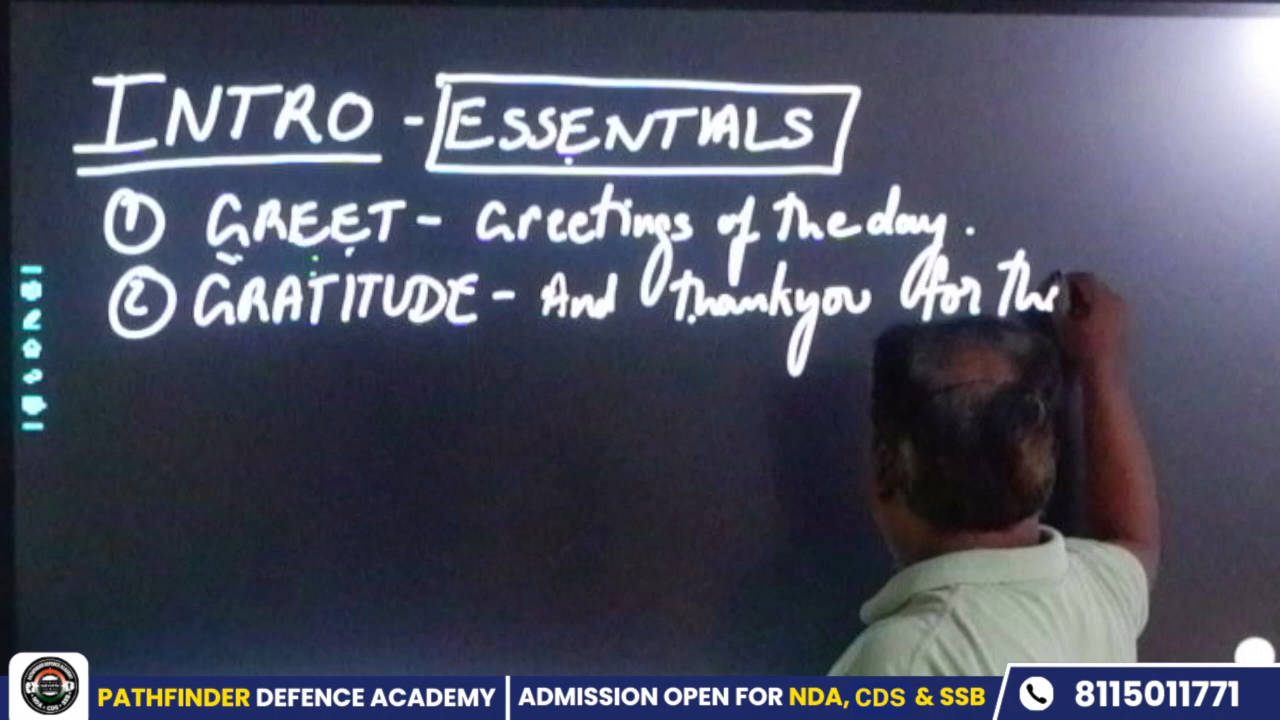 INTRO - ESSENTIALS
① GREET - Greetings of the day.
② GRATITUDE - And thankyou for the
PATHFINDER DEFENCE ACADEMY
ADMISSION OPEN FOR NDA, CDS & SSB
8115011771